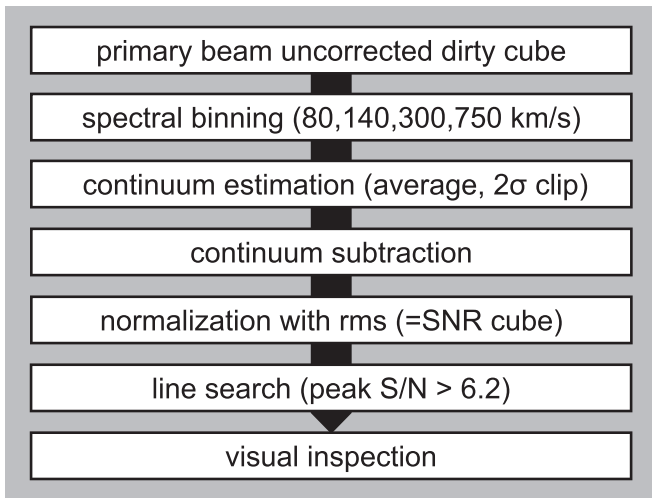 primary beam uncorrected dirty cube
spectral binning (80,140,300,750 km/s)
continuum estimation (average, 2σ clip)
continuum subtraction
normalization with rms (=SNR cube)
line search (peak S/N > 6.2)
visual inspection